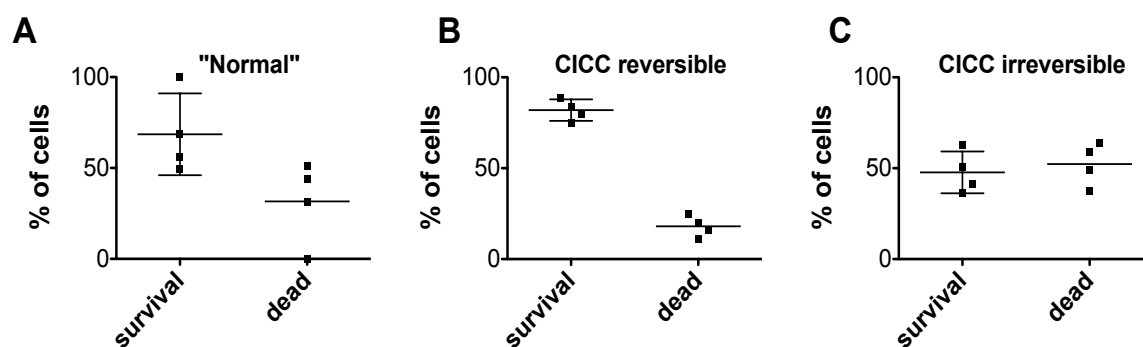 A
"Normal"
100
50
0
% of cells
survival
dead
B
CICC reversible
100
50
0
% of cells
survival
dead
C
CICC irreversible
100
50
0
% of cells
survival
dead